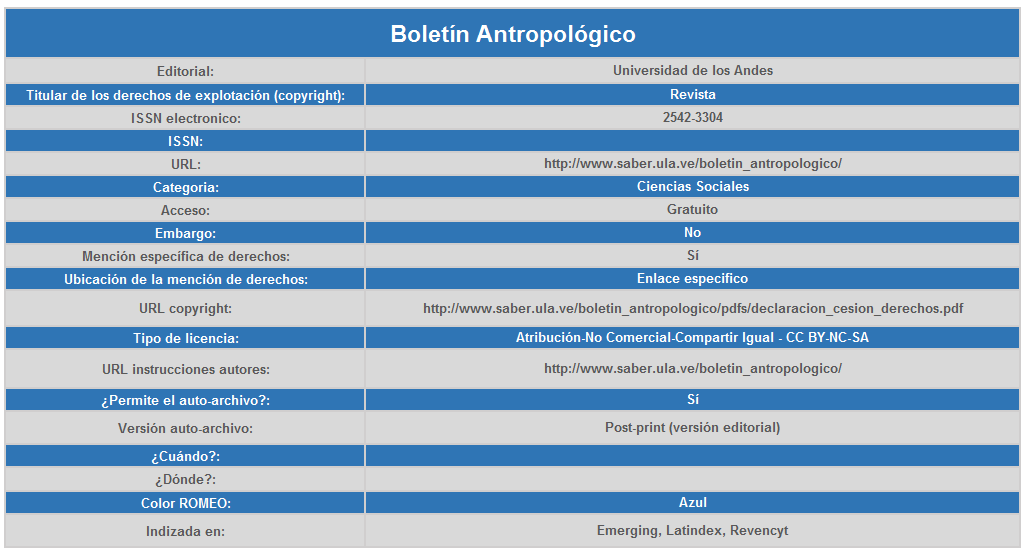 Boletín Antropológico
Editorial: Universidad de los Andes
Titular de los derechos de explotación (copyright): Revista
ISSN electronico: 2542-3304
ISSN:
URL: http://www.saber.ula.ve/boletin_antropologico/
Categoria: Ciencias Sociales
Acceso: Gratuito
Embargo: No
Mención específica de derechos: Sí
Ubicación de la mención de derechos: Enlace especifico
URL copyright: http://www.saber.ula.ve/boletin_antropologico/pdfs/declaracion_cesion_derechos.pdf
Tipo de licencia: Atribución-No Comercial-Compartir Igual - CC BY-NC-SA
URL instrucciones autores: http://www.saber.ula.ve/boletin_antropologico/
¿Permite el auto-archivo?: Sí
Versión auto-archivo: Post-print (versión editorial)
¿Cuándo?:
¿Dónde?:
Color ROMEO: Azul
Indizada en: Emerging, Latindex, Revencyt